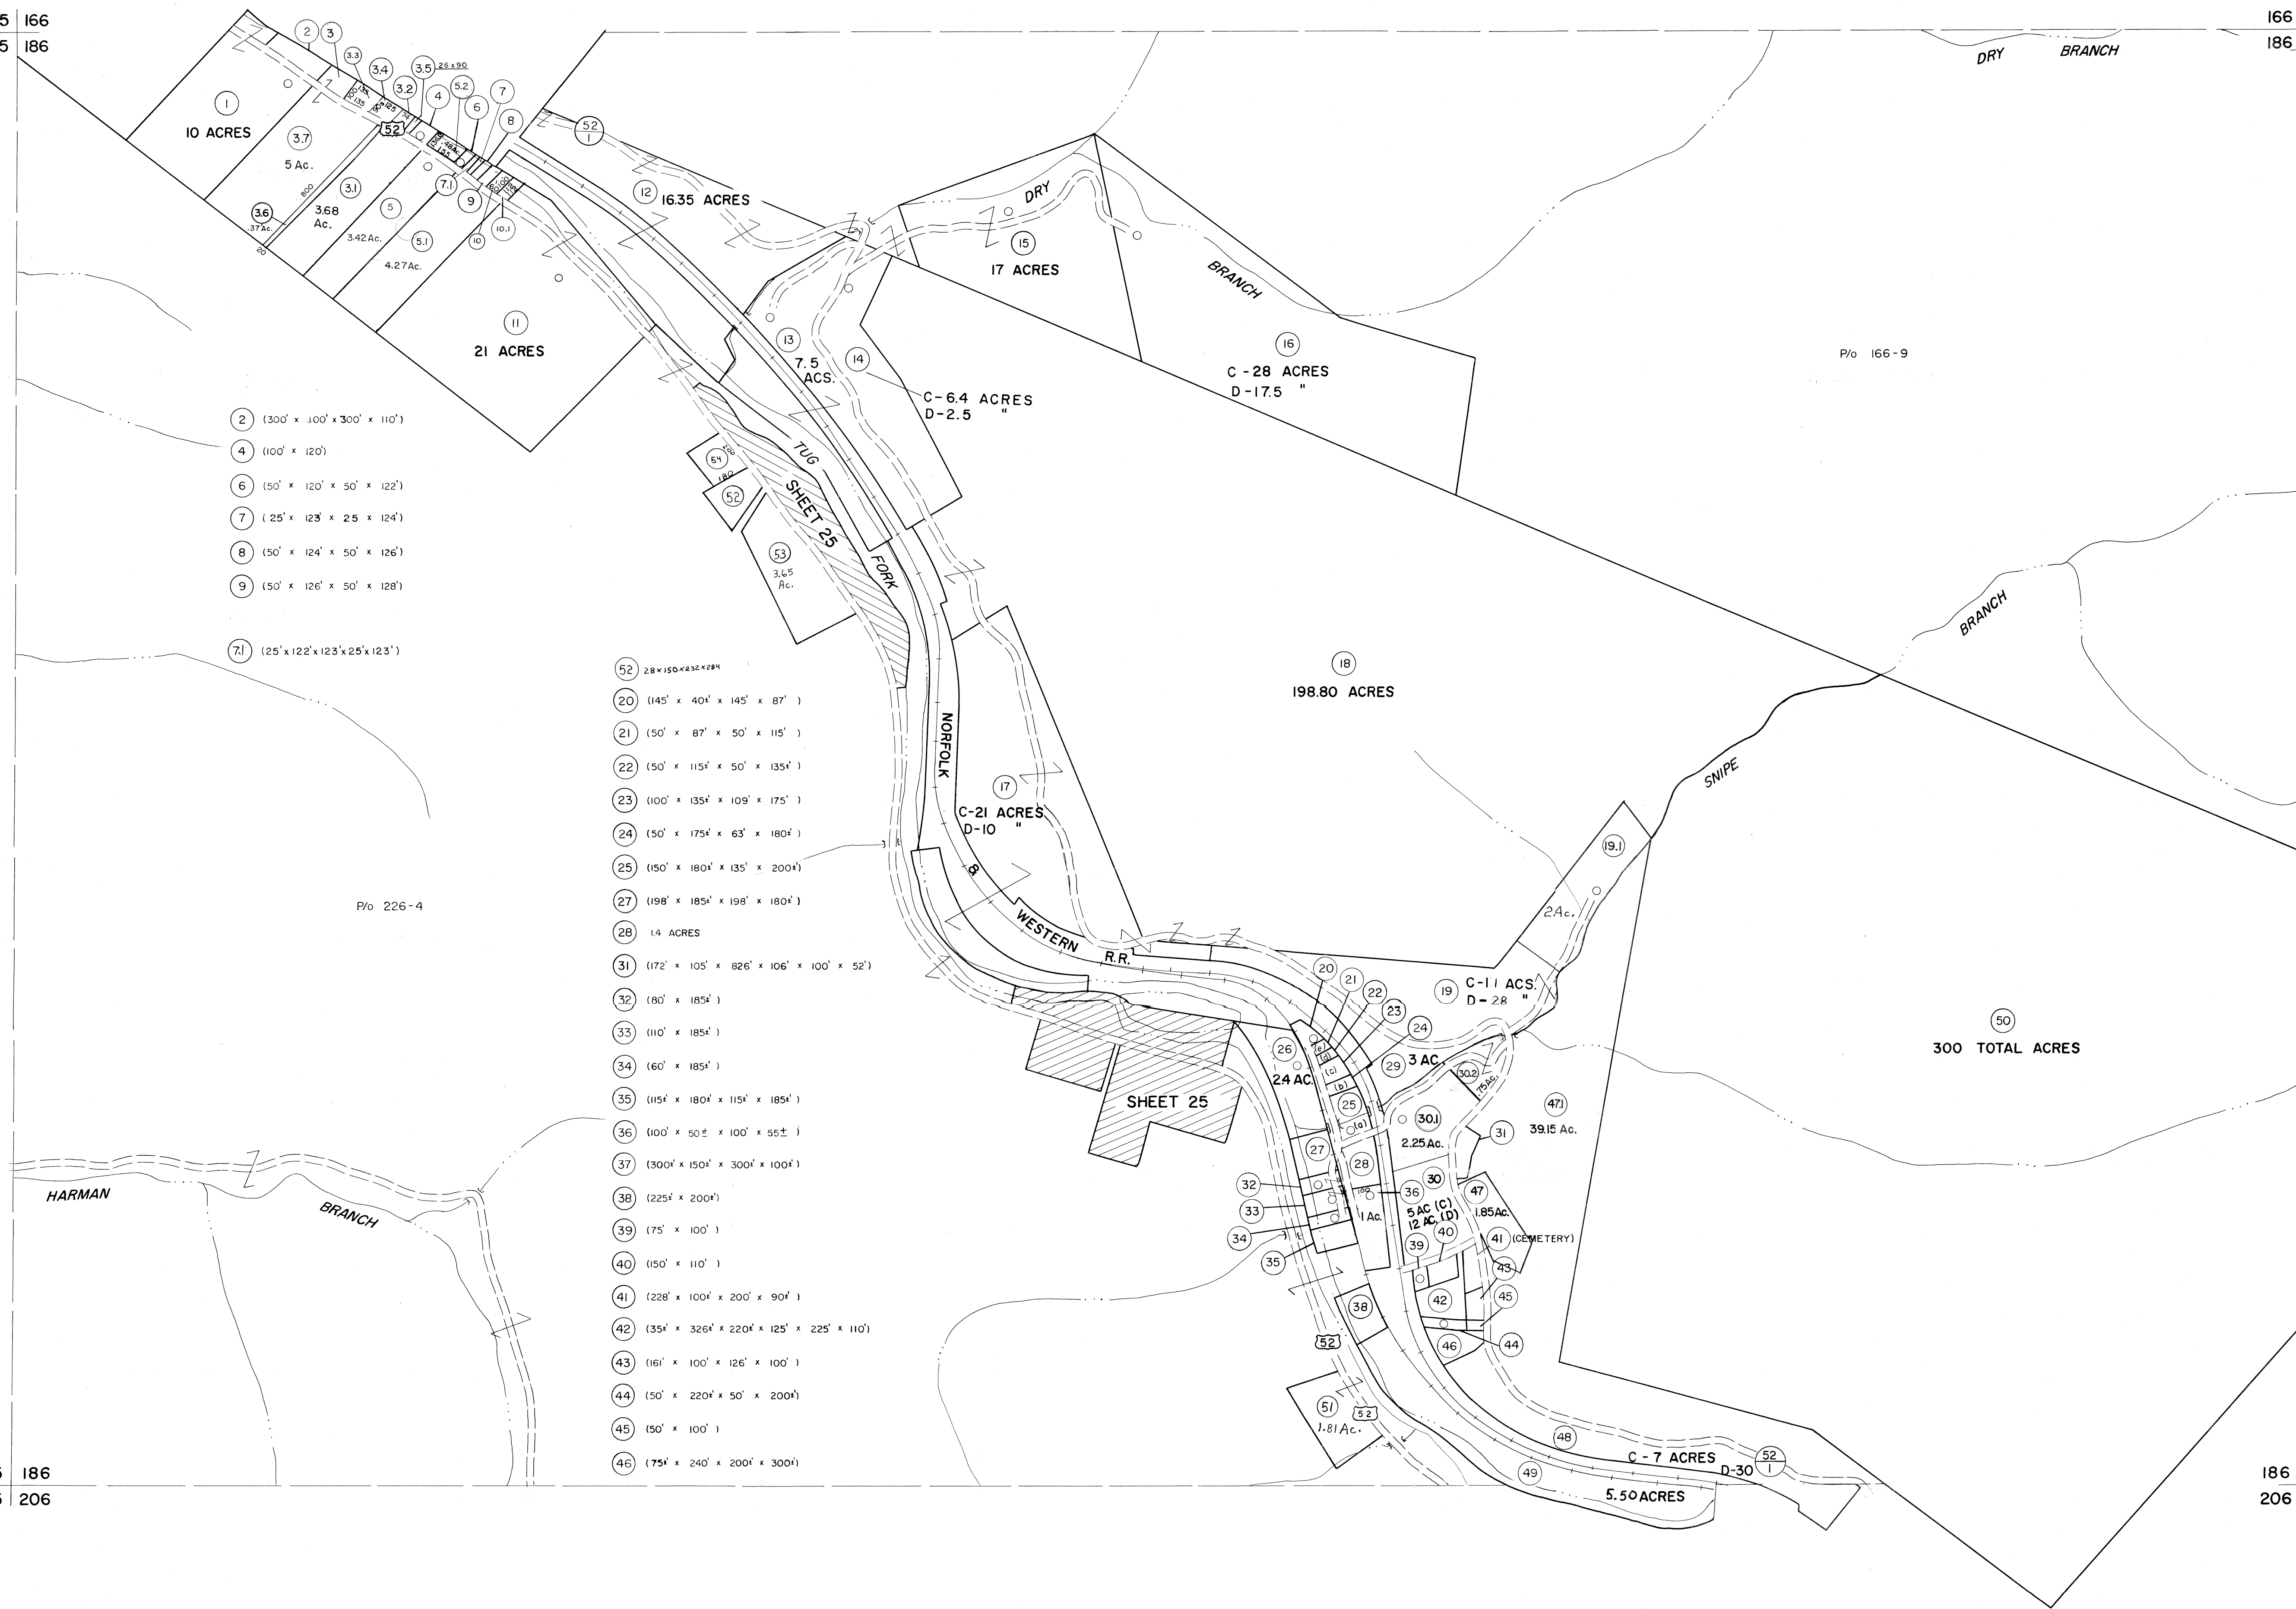 5 166
5 186
166
186
DRY BRANCH
2
3
3.3
3.4
3.2
3.5 26 x 90
4
5.2
6
7
8
1
10 ACRES
3.7
5 Ac.
800
3.1
3.68
Ac.
3.6
.37 Ac.
20
5
3.42 Ac.
5.1
4.27 Ac.
52
7.1
9
10
10.1
11
21 ACRES
52
1
12
16.35 ACRES
DRY
BRANCH
15
17 ACRES
16
C - 28 ACRES
D - 17.5 "
P/o 166-9
13
7.5
ACS.
14
C-6.4 ACRES
D-2.5 "
TUG
FORK
SHEET 25
54
180
52
53
3.65
Ac.
2 (300' x 100' x 300' x 110')
4 (100' x 120')
6 (50' x 120' x 50' x 122')
7 (25' x 123' x 25 x 124')
8 (50' x 124' x 50' x 126')
9 (50' x 126' x 50' x 128')
7.1 (25' x 122' x 123' x 25' x 123')
52 28x150x232x284
20 (145' x 40±' x 145' x 87' )
21 (50' x 87' x 50' x 115' )
22 (50' x 115±' x 50' x 135±' )
23 (100' x 135±' x 109' x 175' )
24 (50' x 175±' x 63' x 180±' )
25 (150' x 180±' x 135' x 200±')
27 (198' x 185±' x 198' x 180±' )
28 1.4 ACRES
31 (172' x 105' x 826' x 106' x 100' x 52' )
32 (80' x 185±' )
33 (110' x 185±' )
34 (60' x 185±' )
35 (115±' x 180±' x 115±' x 185±' )
36 (100' x 50± x 100' x 55± )
37 (300±' x 150±' x 300±' x 100±' )
38 (225±' x 200±')
39 (75' x 100' )
40 (150' x 110' )
41 (228' x 100±' x 200' x 90±' )
42 (35±' x 326±' x 220±' x 125' x 225' x 110')
43 (161' x 100' x 126' x 100' )
44 (50' x 220±' x 50' x 200±')
45 (50' x 100' )
46 (75±' x 240' x 200±' x 300±')
NORFOLK
&
WESTERN
R.R.
17
C-21 ACRES
D-10 "
18
198.80 ACRES
SNIPE
BRANCH
P/o 226-4
19.1
2 Ac.
19
C-1.1 ACS.
D-28 "
20
21
22
23
24
26
24 AC.
(e)
(d)
(c)
(b)
25
(a)
29
3 AC.
30.2
.75 Ac.
30.1
2.25 Ac.
31
47.1
39.15 Ac.
50
300 TOTAL ACRES
SHEET 25
27
28
32
33
34
35
100
36
1 Ac.
30
5 AC (C)
12 AC. (D)
47
1.85 Ac.
39
40
41 (CEMETERY)
43
42
45
44
46
38
52
51
1.81 Ac.
52
48
C - 7 ACRES
D-30
52
1
49
5.50 ACRES
HARMAN
BRANCH
186
206
186
206